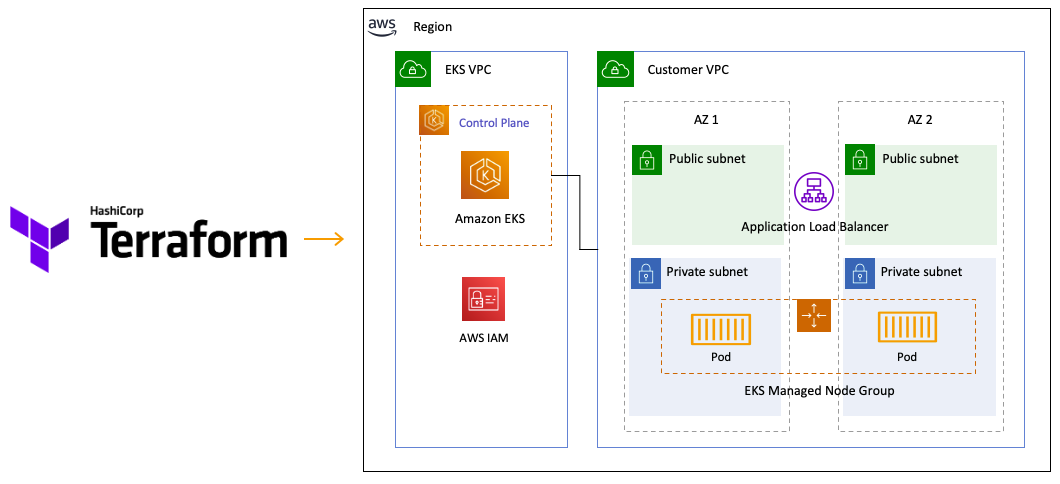 aws
Region
EKS VPC
Customer VPC
Control Plane
AZ 1
AZ 2
Public subnet
Public subnet
K
Amazon EKS
HashiCorp
Terraform
Application Load Balancer
Private subnet
Private subnet
AWS IAM
Pod
Pod
EKS Managed Node Group